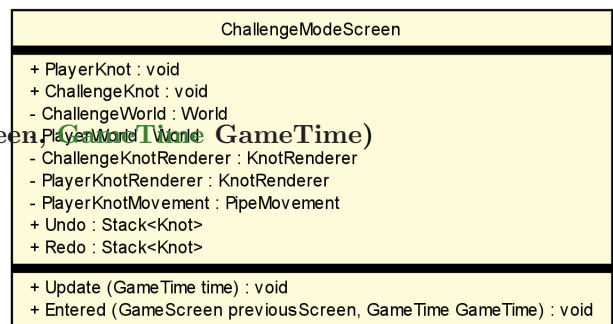 ChallengeModeScreen
+ PlayerKnot : void
+ ChallengeKnot : void
- ChallengeWorld : World
- PlayerWorld : World
een, GameTime GameTime)
- ChallengeKnotRenderer : KnotRenderer
- PlayerKnotRenderer : KnotRenderer
- PlayerKnotMovement : PipeMovement
+ Undo : Stack<Knot>
+ Redo : Stack<Knot>
+ Update (GameTime time) : void
+ Entered (GameScreen previousScreen, GameTime GameTime) : void